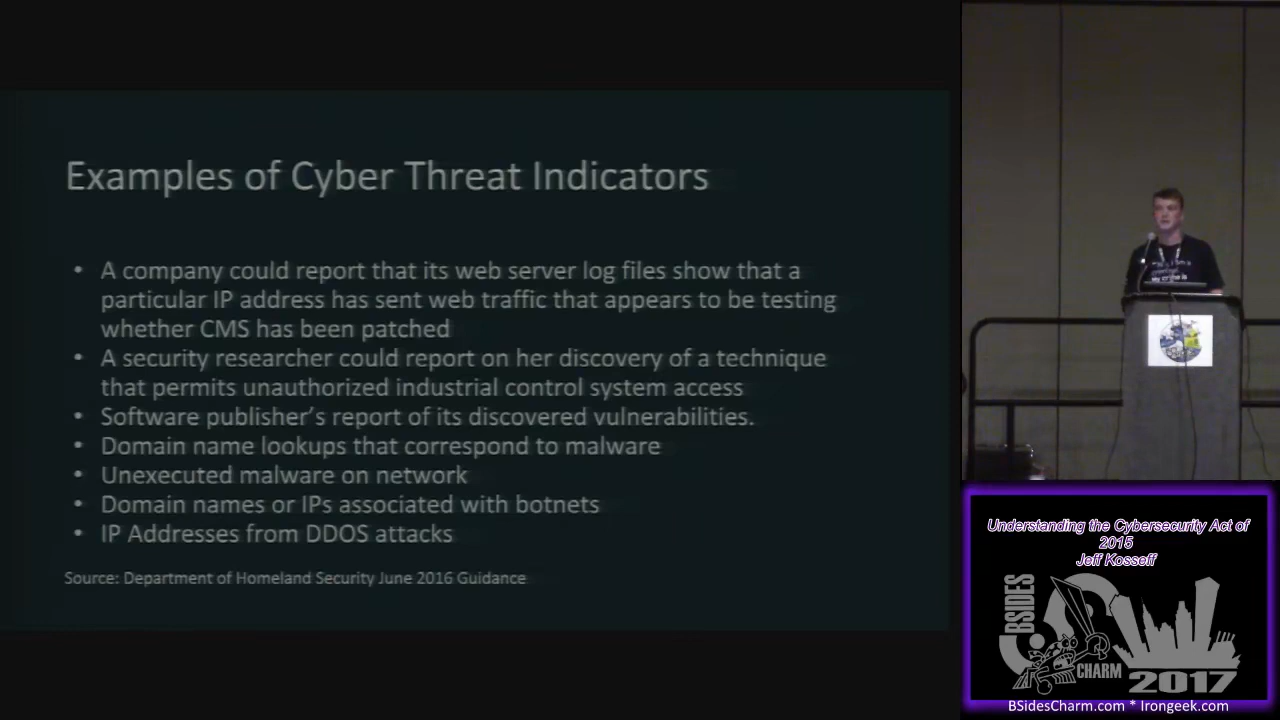 Examples of Cyber Threat Indicators
• A company could report that its web server log files show that a
particular IP address has sent web traffic that appears to be testing
whether CMS has been patched
• A security researcher could report on her discovery of a technique
that permits unauthorized industrial control system access
• Software publisher's report of its discovered vulnerabilities.
• Domain name lookups that correspond to malware
• Unexecuted malware on network
• Domain names or IPs associated with botnets
• IP Addresses from DDOS attacks
Source: Department of Homeland Security June 2016 Guidance
Understanding the Cybersecurity Act of
2015
Jeff Kosseff
BSIDES
CHARM
2017
BSidesCharm.com * Irongeek.com